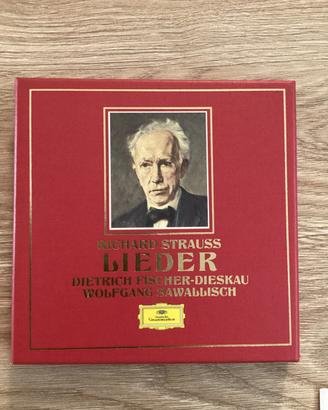 RICHARD STRAUSS
LIEDER
DIETRICH FISCHER-DIESKAU
WOLFGANG SAWALLISCH
Deutsche
Grammophon